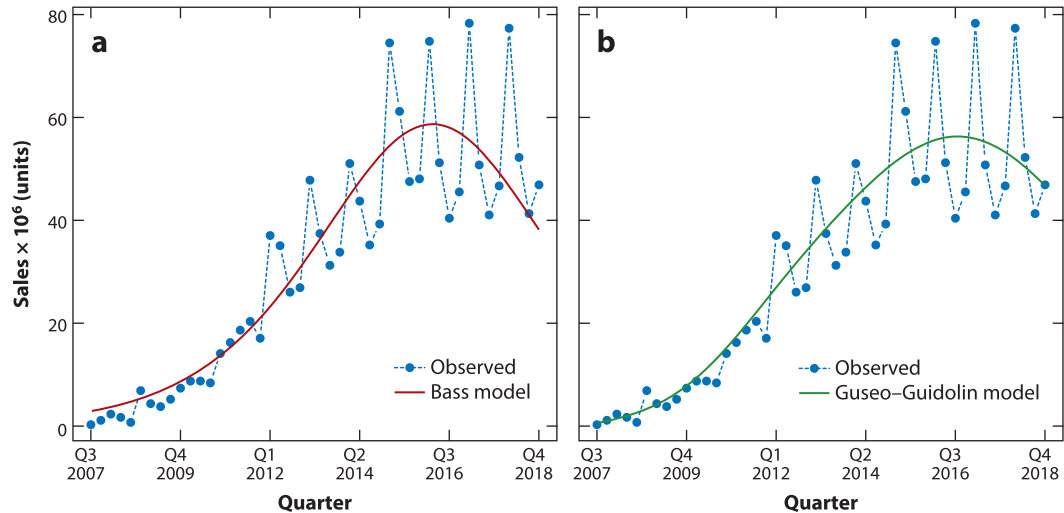 a
80
60
40
20
0
Sales × 10⁶ (units)
Observed
Bass model
Q3 2007
Q4 2009
Q1 2012
Q4 2014
Q3 2016
Q4 2018
Quarter
b
Observed
Guseo–Guidolin model
Q3 2007
Q4 2009
Q1 2012
Q4 2014
Q3 2016
Q4 2018
Quarter